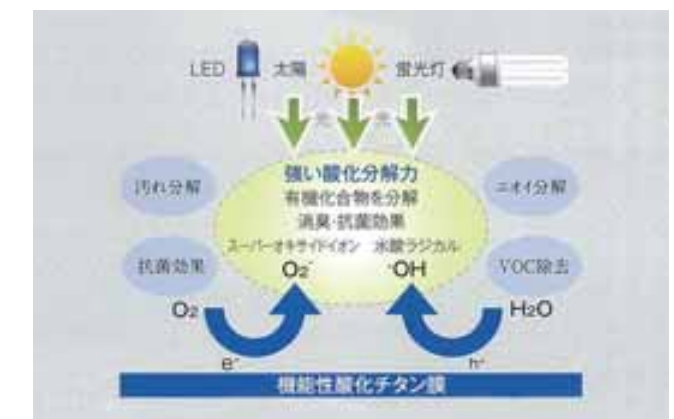 LED 太陽 蛍光灯
光 光
強い酸化分解力
有機化合物を分解
消臭・抗菌効果
スーパーオキサイドイオン 水酸ラジカル
O2- ・OH
汚れ分解
ニオイ分解
抗菌効果
VOC除去
O2
H2O
e-
h+
機能性酸化チタン膜